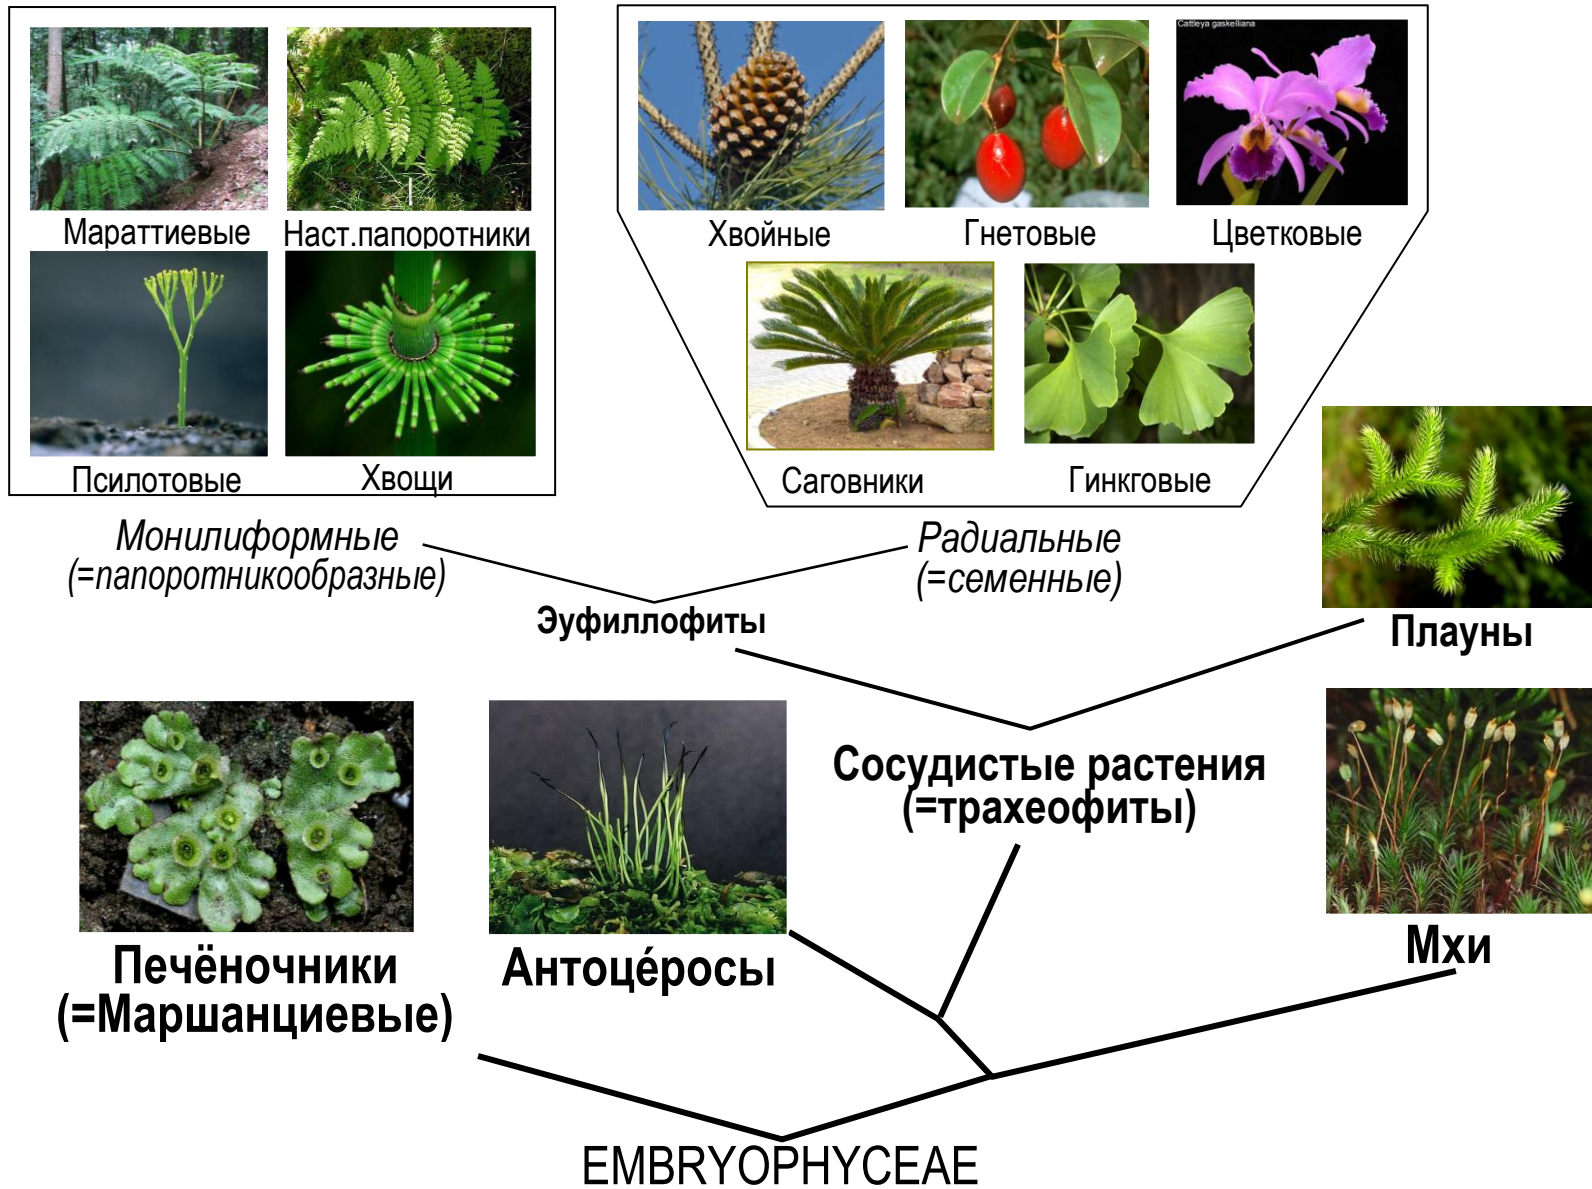 Cattleya gaskelliana
Мараттиевые
Наст.папоротники
Хвойные
Гнетовые
Цветковые
Псилотовые
Хвощи
Саговники
Гинкговые
Монилиформные
(=папоротникообразные)
Радиальные
(=семенные)
Эуфиллофиты
Плауны
Сосудистые растения
(=трахеофиты)
Печёночники
(=Маршанциевые)
Антоце́росы
Мхи
EMBRYOPHYCEAE